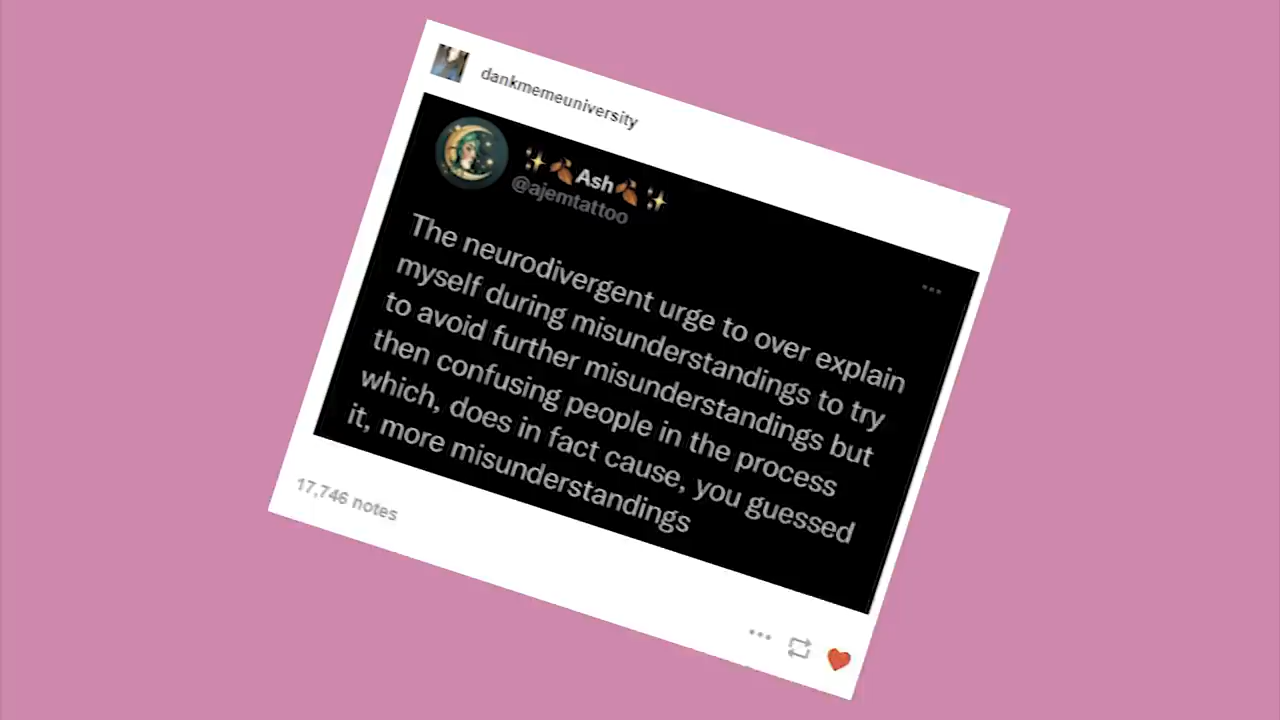 dankmemeuniversity
✨🍂Ash🍂✨
@ajemtattoo
The neurodivergent urge to over explain
myself during misunderstandings to try
to avoid further misunderstandings but
then confusing people in the process
which, does in fact cause, you guessed
it, more misunderstandings
17,746 notes